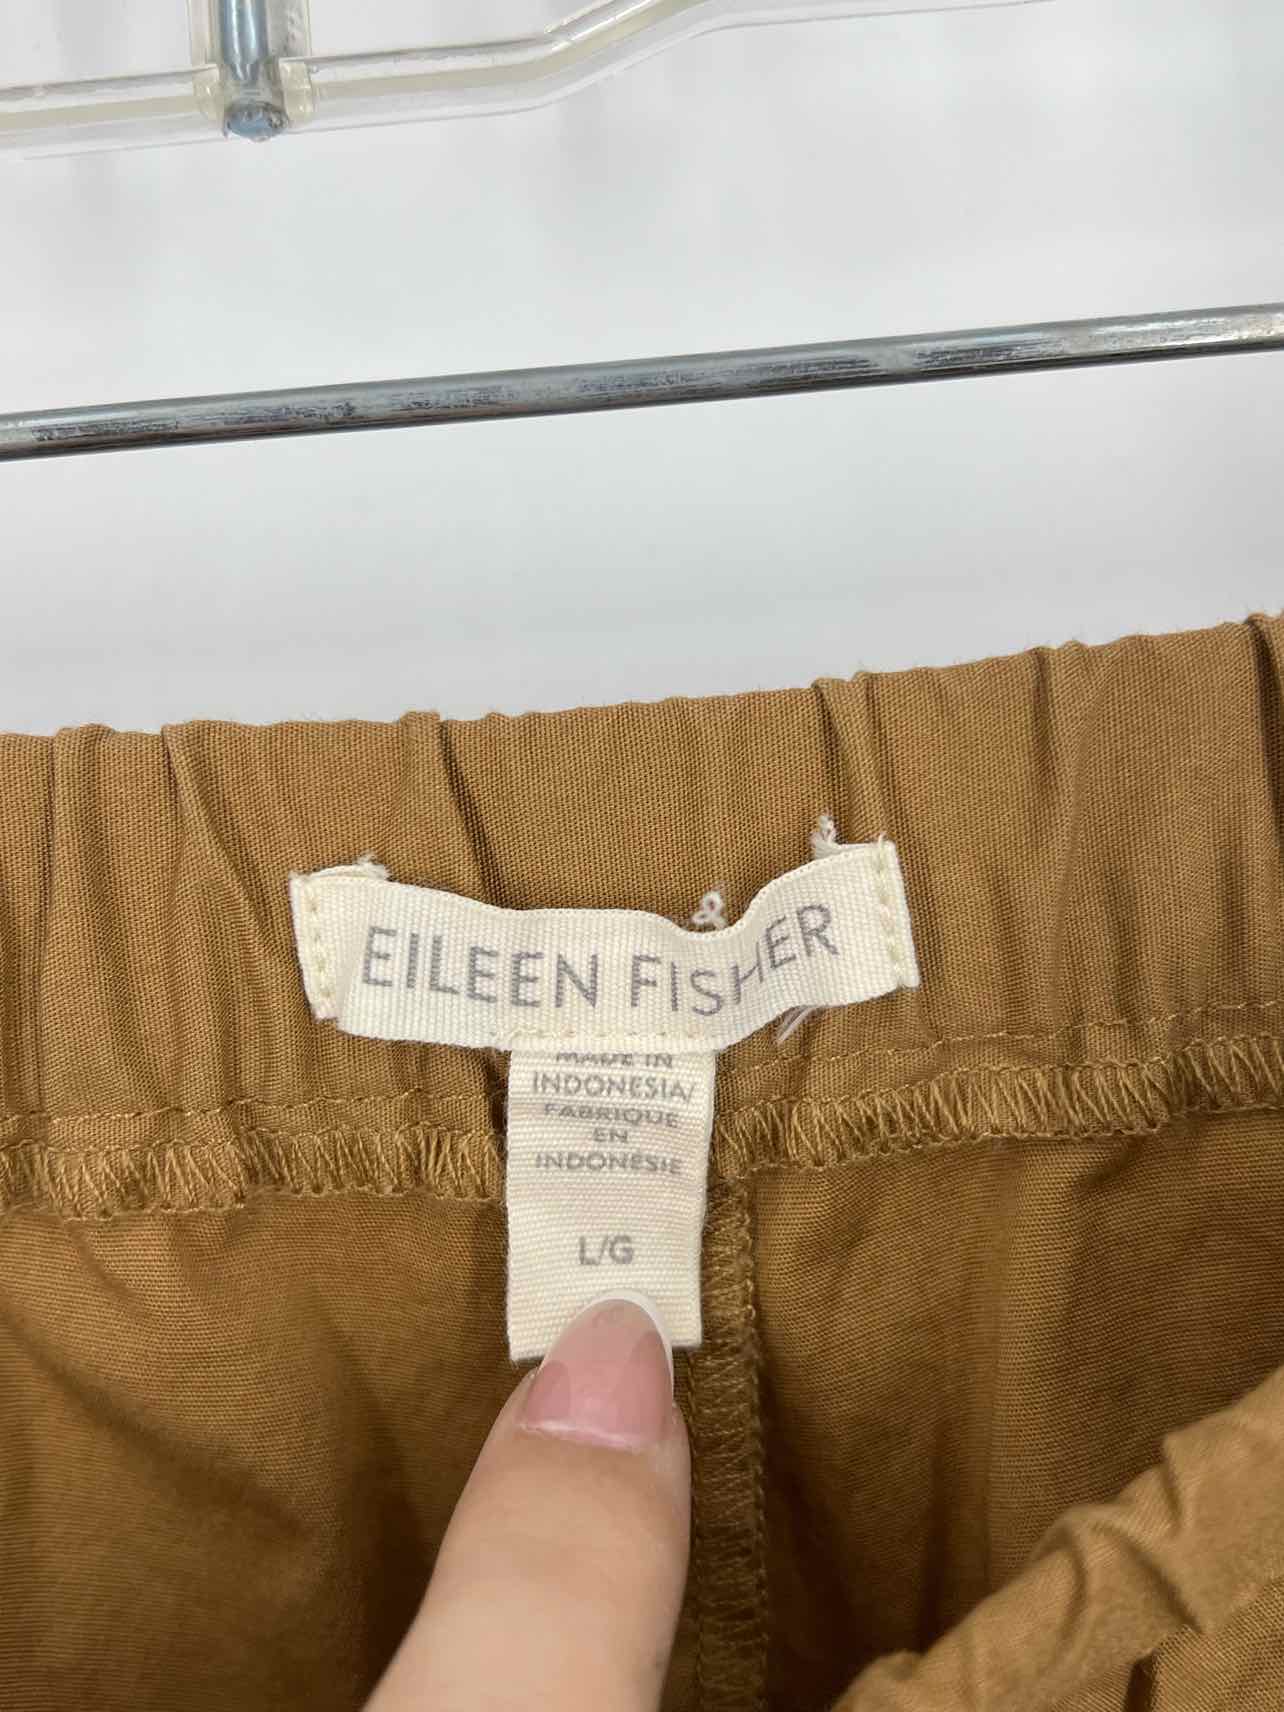 EILEEN FISHER
MADE IN
INDONESIA/
FABRIQUE
EN
INDONÉSIE
L/G